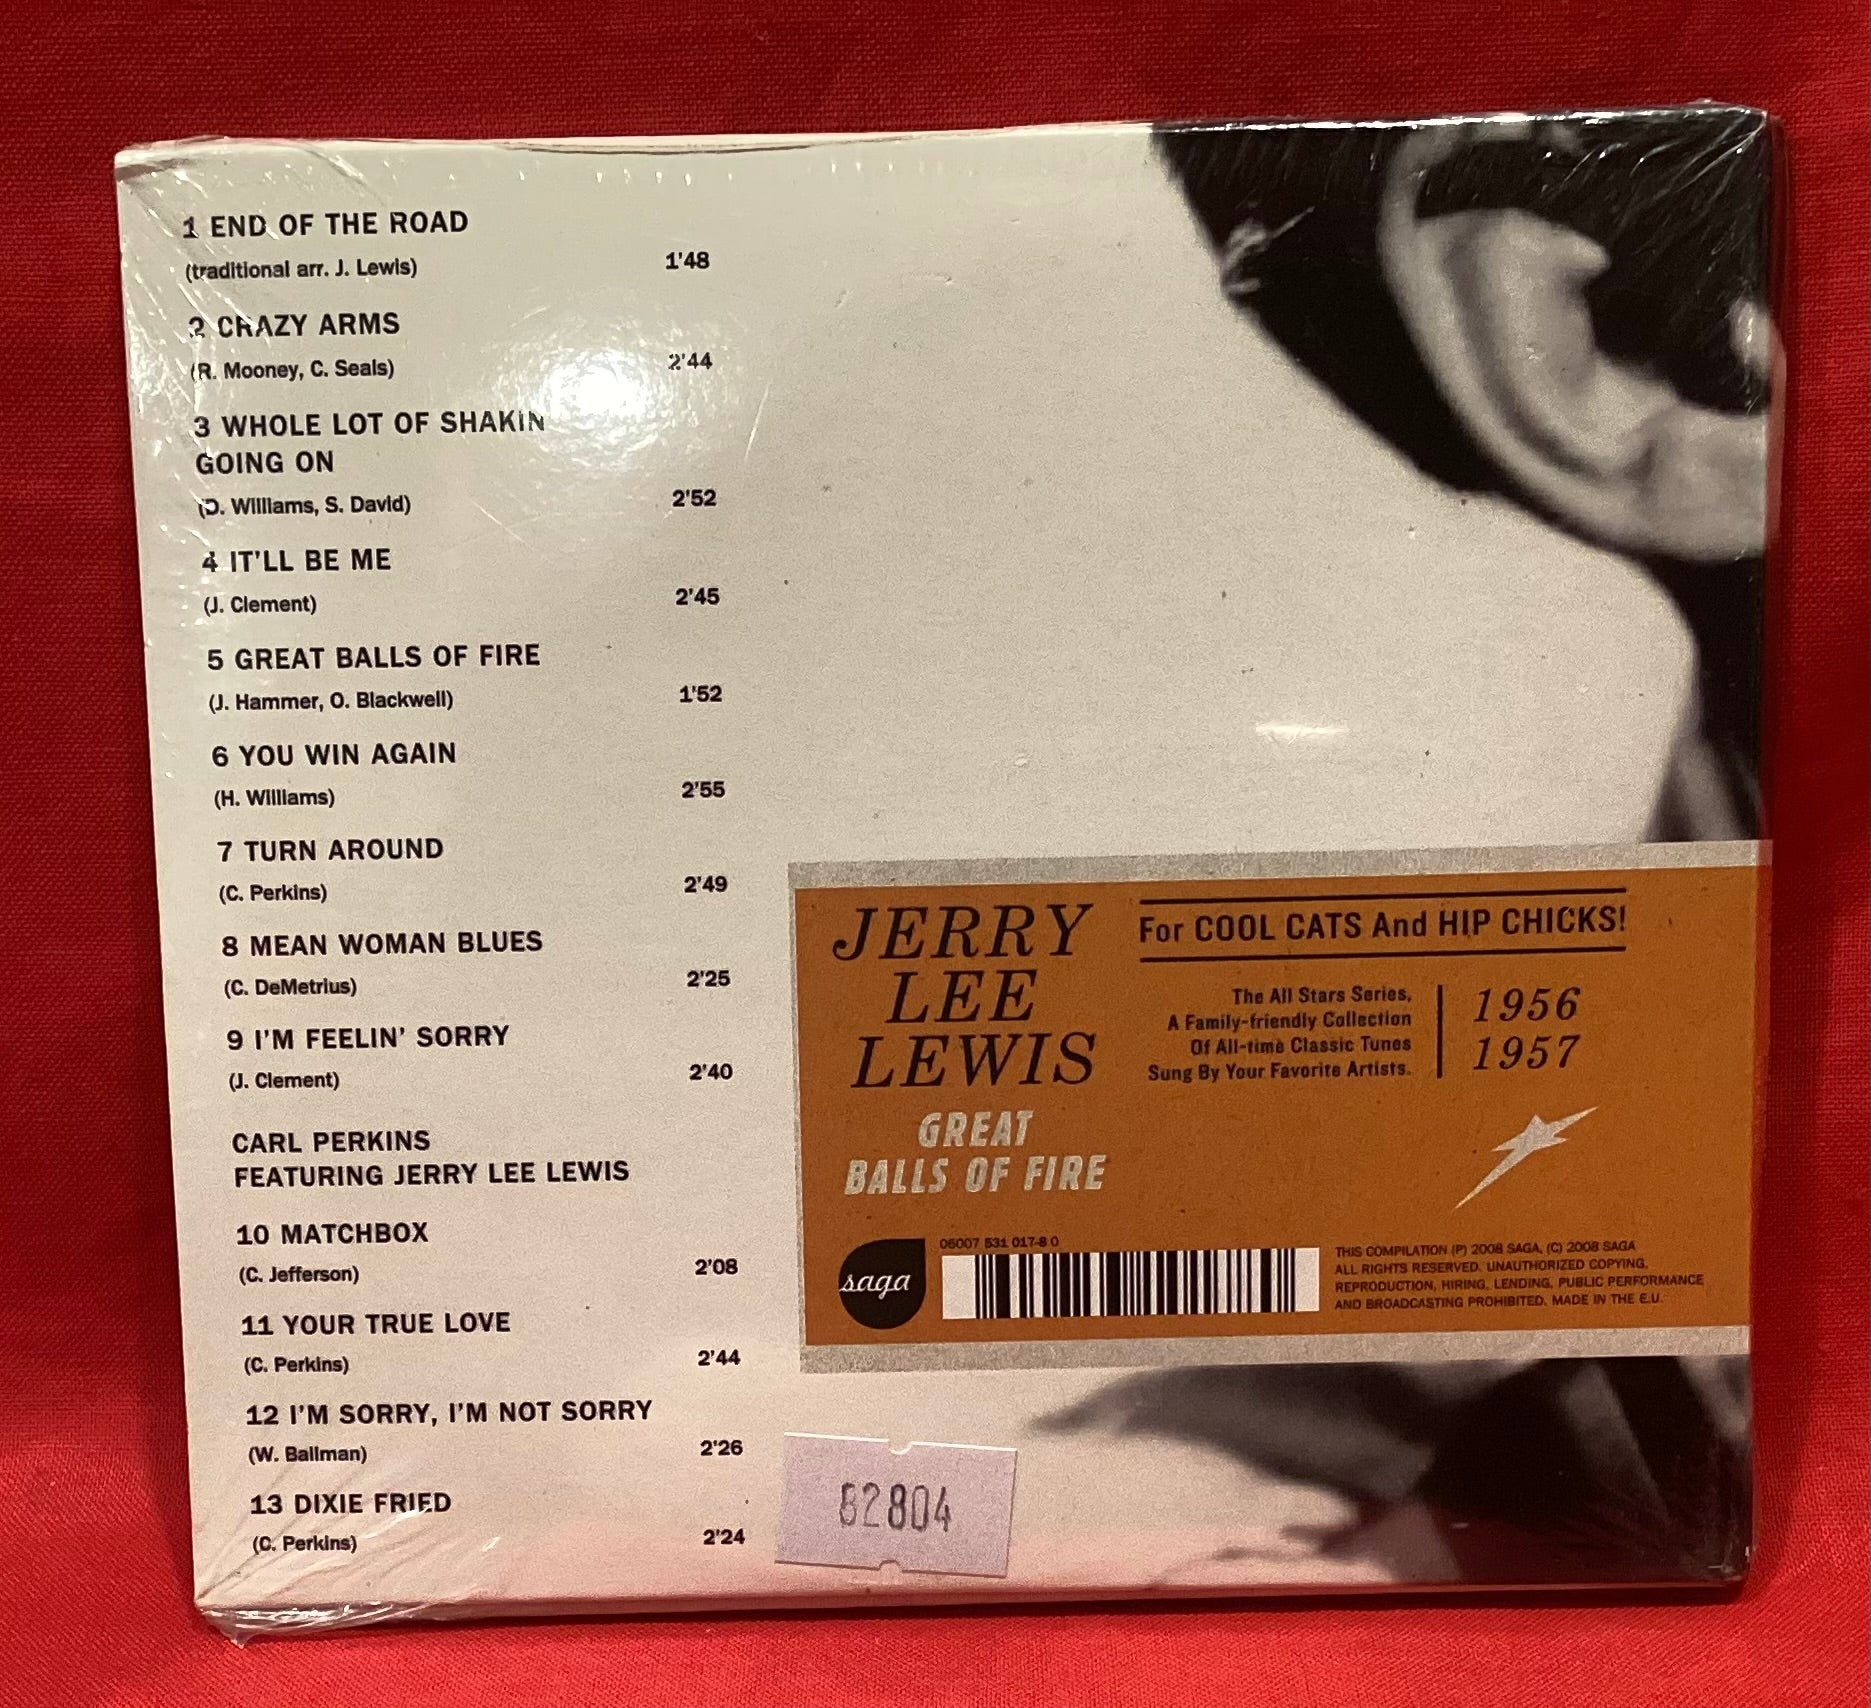 1 END OF THE ROAD
(traditional arr. J. Lewis) 1'48
2 CRAZY ARMS
(R. Mooney, C. Seals) 2'44
3 WHOLE LOT OF SHAKIN
GOING ON
(D. Williams, S. David) 2'52
4 IT'LL BE ME
(J. Clement) 2'45
5 GREAT BALLS OF FIRE
(J. Hammer, O. Blackwell) 1'52
6 YOU WIN AGAIN
(H. Williams) 2'55
7 TURN AROUND
(C. Perkins) 2'49
8 MEAN WOMAN BLUES
(C. DeMetrius) 2'25
9 I'M FEELIN' SORRY
(J. Clement) 2'40
CARL PERKINS
FEATURING JERRY LEE LEWIS
10 MATCHBOX
(C. Jefferson) 2'08
11 YOUR TRUE LOVE
(C. Perkins) 2'44
12 I'M SORRY, I'M NOT SORRY
(W. Ballman) 2'26
13 DIXIE FRIED
(C. Perkins) 2'24
JERRY
LEE
LEWIS
GREAT
BALLS OF FIRE
For COOL CATS And HIP CHICKS!
The All Stars Series,
A Family-friendly Collection
Of All-time Classic Tunes
Sung By Your Favorite Artists.
1956
1957
saga
06007 531 017-8 0
THIS COMPILATION (P) 2008 SAGA, (C) 2008 SAGA
ALL RIGHTS RESERVED. UNAUTHORIZED COPYING,
REPRODUCTION, HIRING, LENDING, PUBLIC PERFORMANCE
AND BROADCASTING PROHIBITED. MADE IN THE E.U.
82804